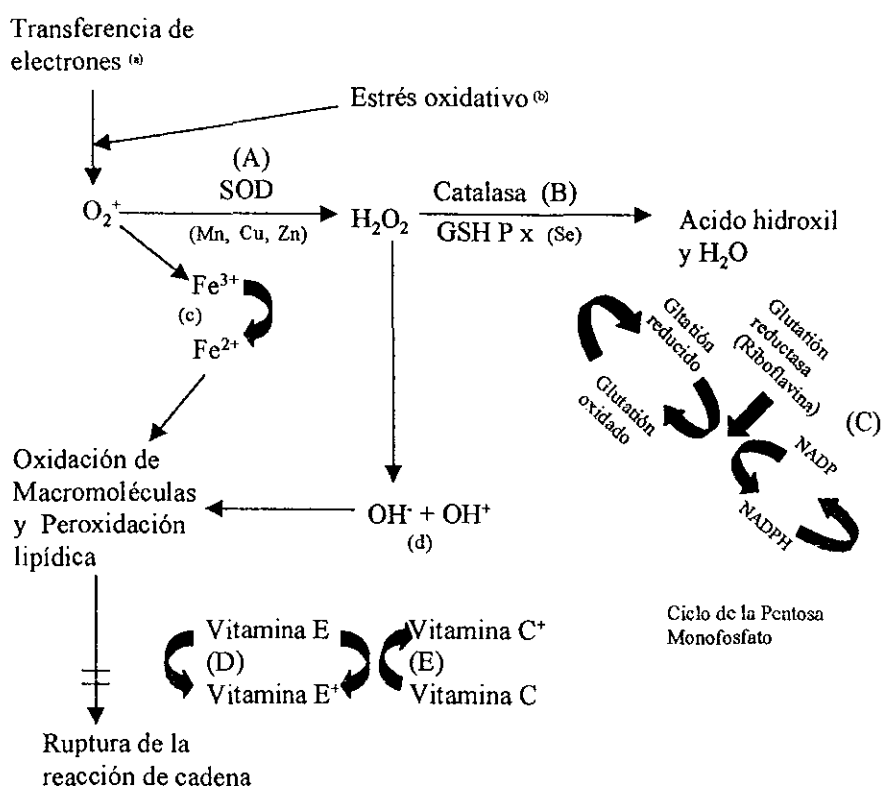 Transferencia de
electrones (a)
Estrés oxidativo (b)
(A)
SOD
Catalasa (B)
O₂⁺
(Mn, Cu, Zn)
H₂O₂
GSH P x (Se)
Acido hidroxil
y H₂O
Fe³⁺
(c)
Fe²⁺
Gltatión
reducido
Glutatión
reductasa
(Riboflavina)
Glutatión
oxidado
(C)
NADP
NADPH
Oxidación de
Macromoléculas
y Peroxidación
lipídica
OH⁻ + OH⁺
(d)
Ciclo de la Pentosa
Monofosfato
Vitamina E
Vitamina C⁺
(D)
(E)
Vitamina E⁺
Vitamina C
Ruptura de la
reacción de cadena